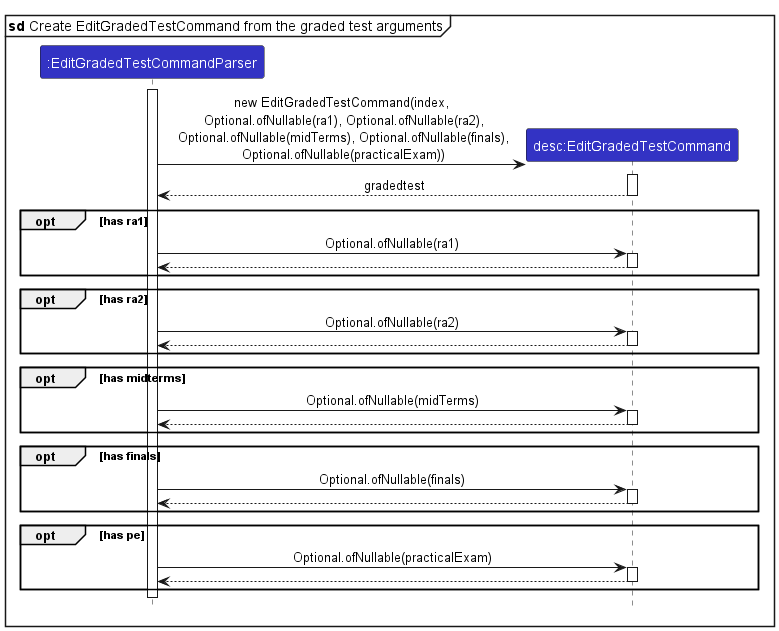 sd Create EditGradedTestCommand from the graded test arguments
:EditGradedTestCommandParser
new EditGradedTestCommand(index,
Optional.ofNullable(ra1), Optional.ofNullable(ra2),
Optional.ofNullable(midTerms), Optional.ofNullable(finals),
Optional.ofNullable(practicalExam))
desc:EditGradedTestCommand
gradedtest
opt [has ra1]
Optional.ofNullable(ra1)
opt [has ra2]
Optional.ofNullable(ra2)
opt [has midterms]
Optional.ofNullable(midTerms)
opt [has finals]
Optional.ofNullable(finals)
opt [has pe]
Optional.ofNullable(practicalExam)